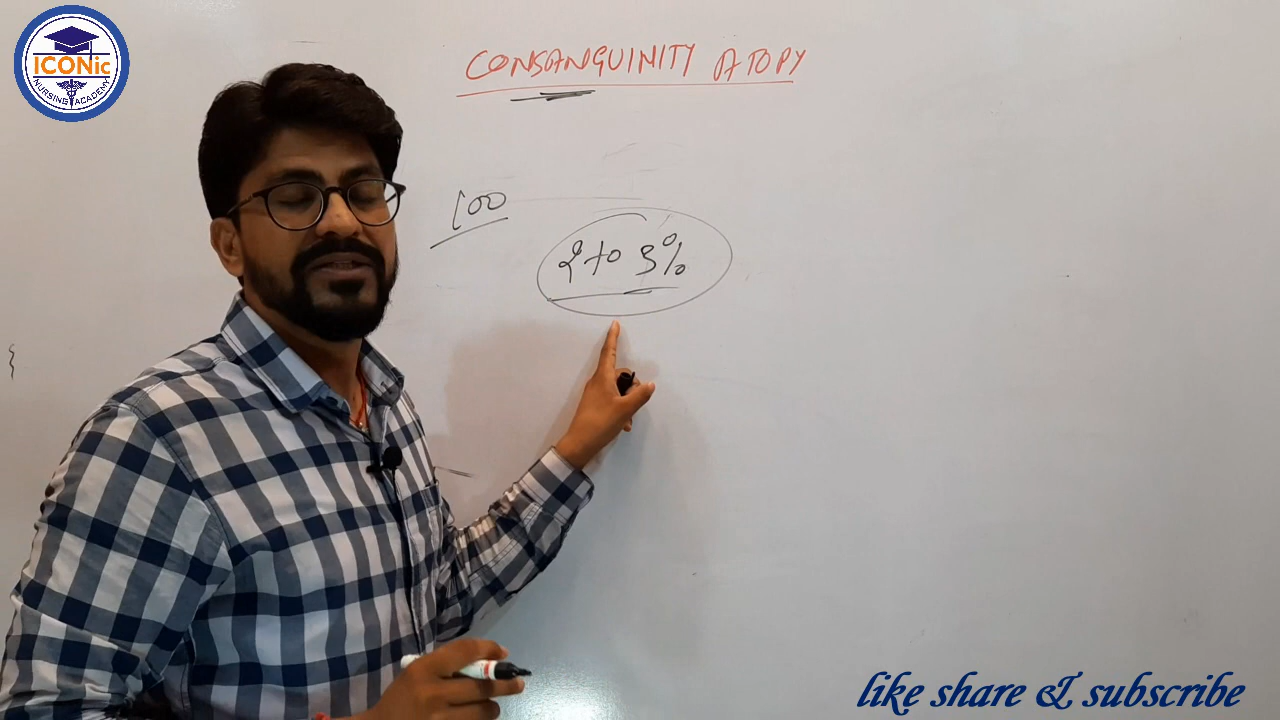 ICONic
NURSING ACADEMY
CONSANGUINITY ATOPY
100
2 to 3%
like share & subscribe